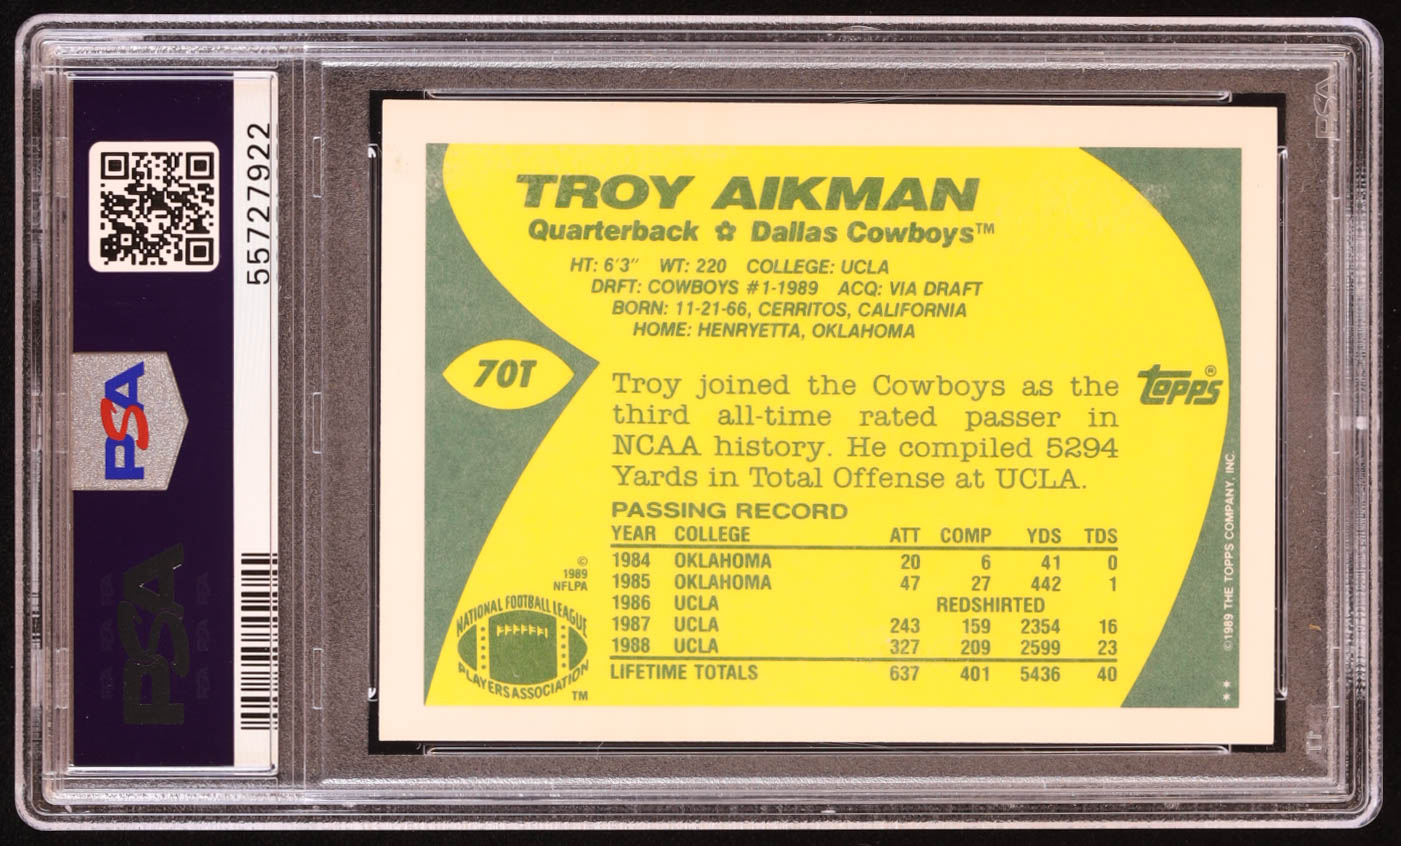 55727922
PSA
PSA
PSA
TROY AIKMAN
Quarterback ✿ Dallas Cowboys™
HT: 6'3" WT: 220 COLLEGE: UCLA
DRFT: COWBOYS #1-1989 ACQ: VIA DRAFT
BORN: 11-21-66, CERRITOS, CALIFORNIA
HOME: HENRYETTA, OKLAHOMA
70T
Troy joined the Cowboys as the
third all-time rated passer in
NCAA history. He compiled 5294
Yards in Total Offense at UCLA.
topps®
PASSING RECORD
YEAR COLLEGE ATT COMP YDS TDS
1984 OKLAHOMA 20 6 41 0
1985 OKLAHOMA 47 27 442 1
1986 UCLA REDSHIRTED
1987 UCLA 243 159 2354 16
1988 UCLA 327 209 2599 23
LIFETIME TOTALS 637 401 5436 40
©
1989
NFLPA
NATIONAL FOOTBALL LEAGUE
PLAYERS ASSOCIATION
TM
©1989 THE TOPPS COMPANY, INC.
**